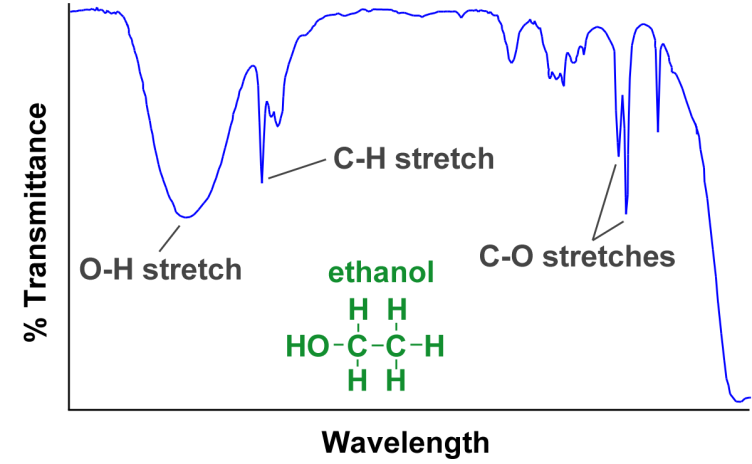 % Transmittance
C-H stretch
O-H stretch
C-O stretches
ethanol
H H
HO-C-C-H
H H
Wavelength